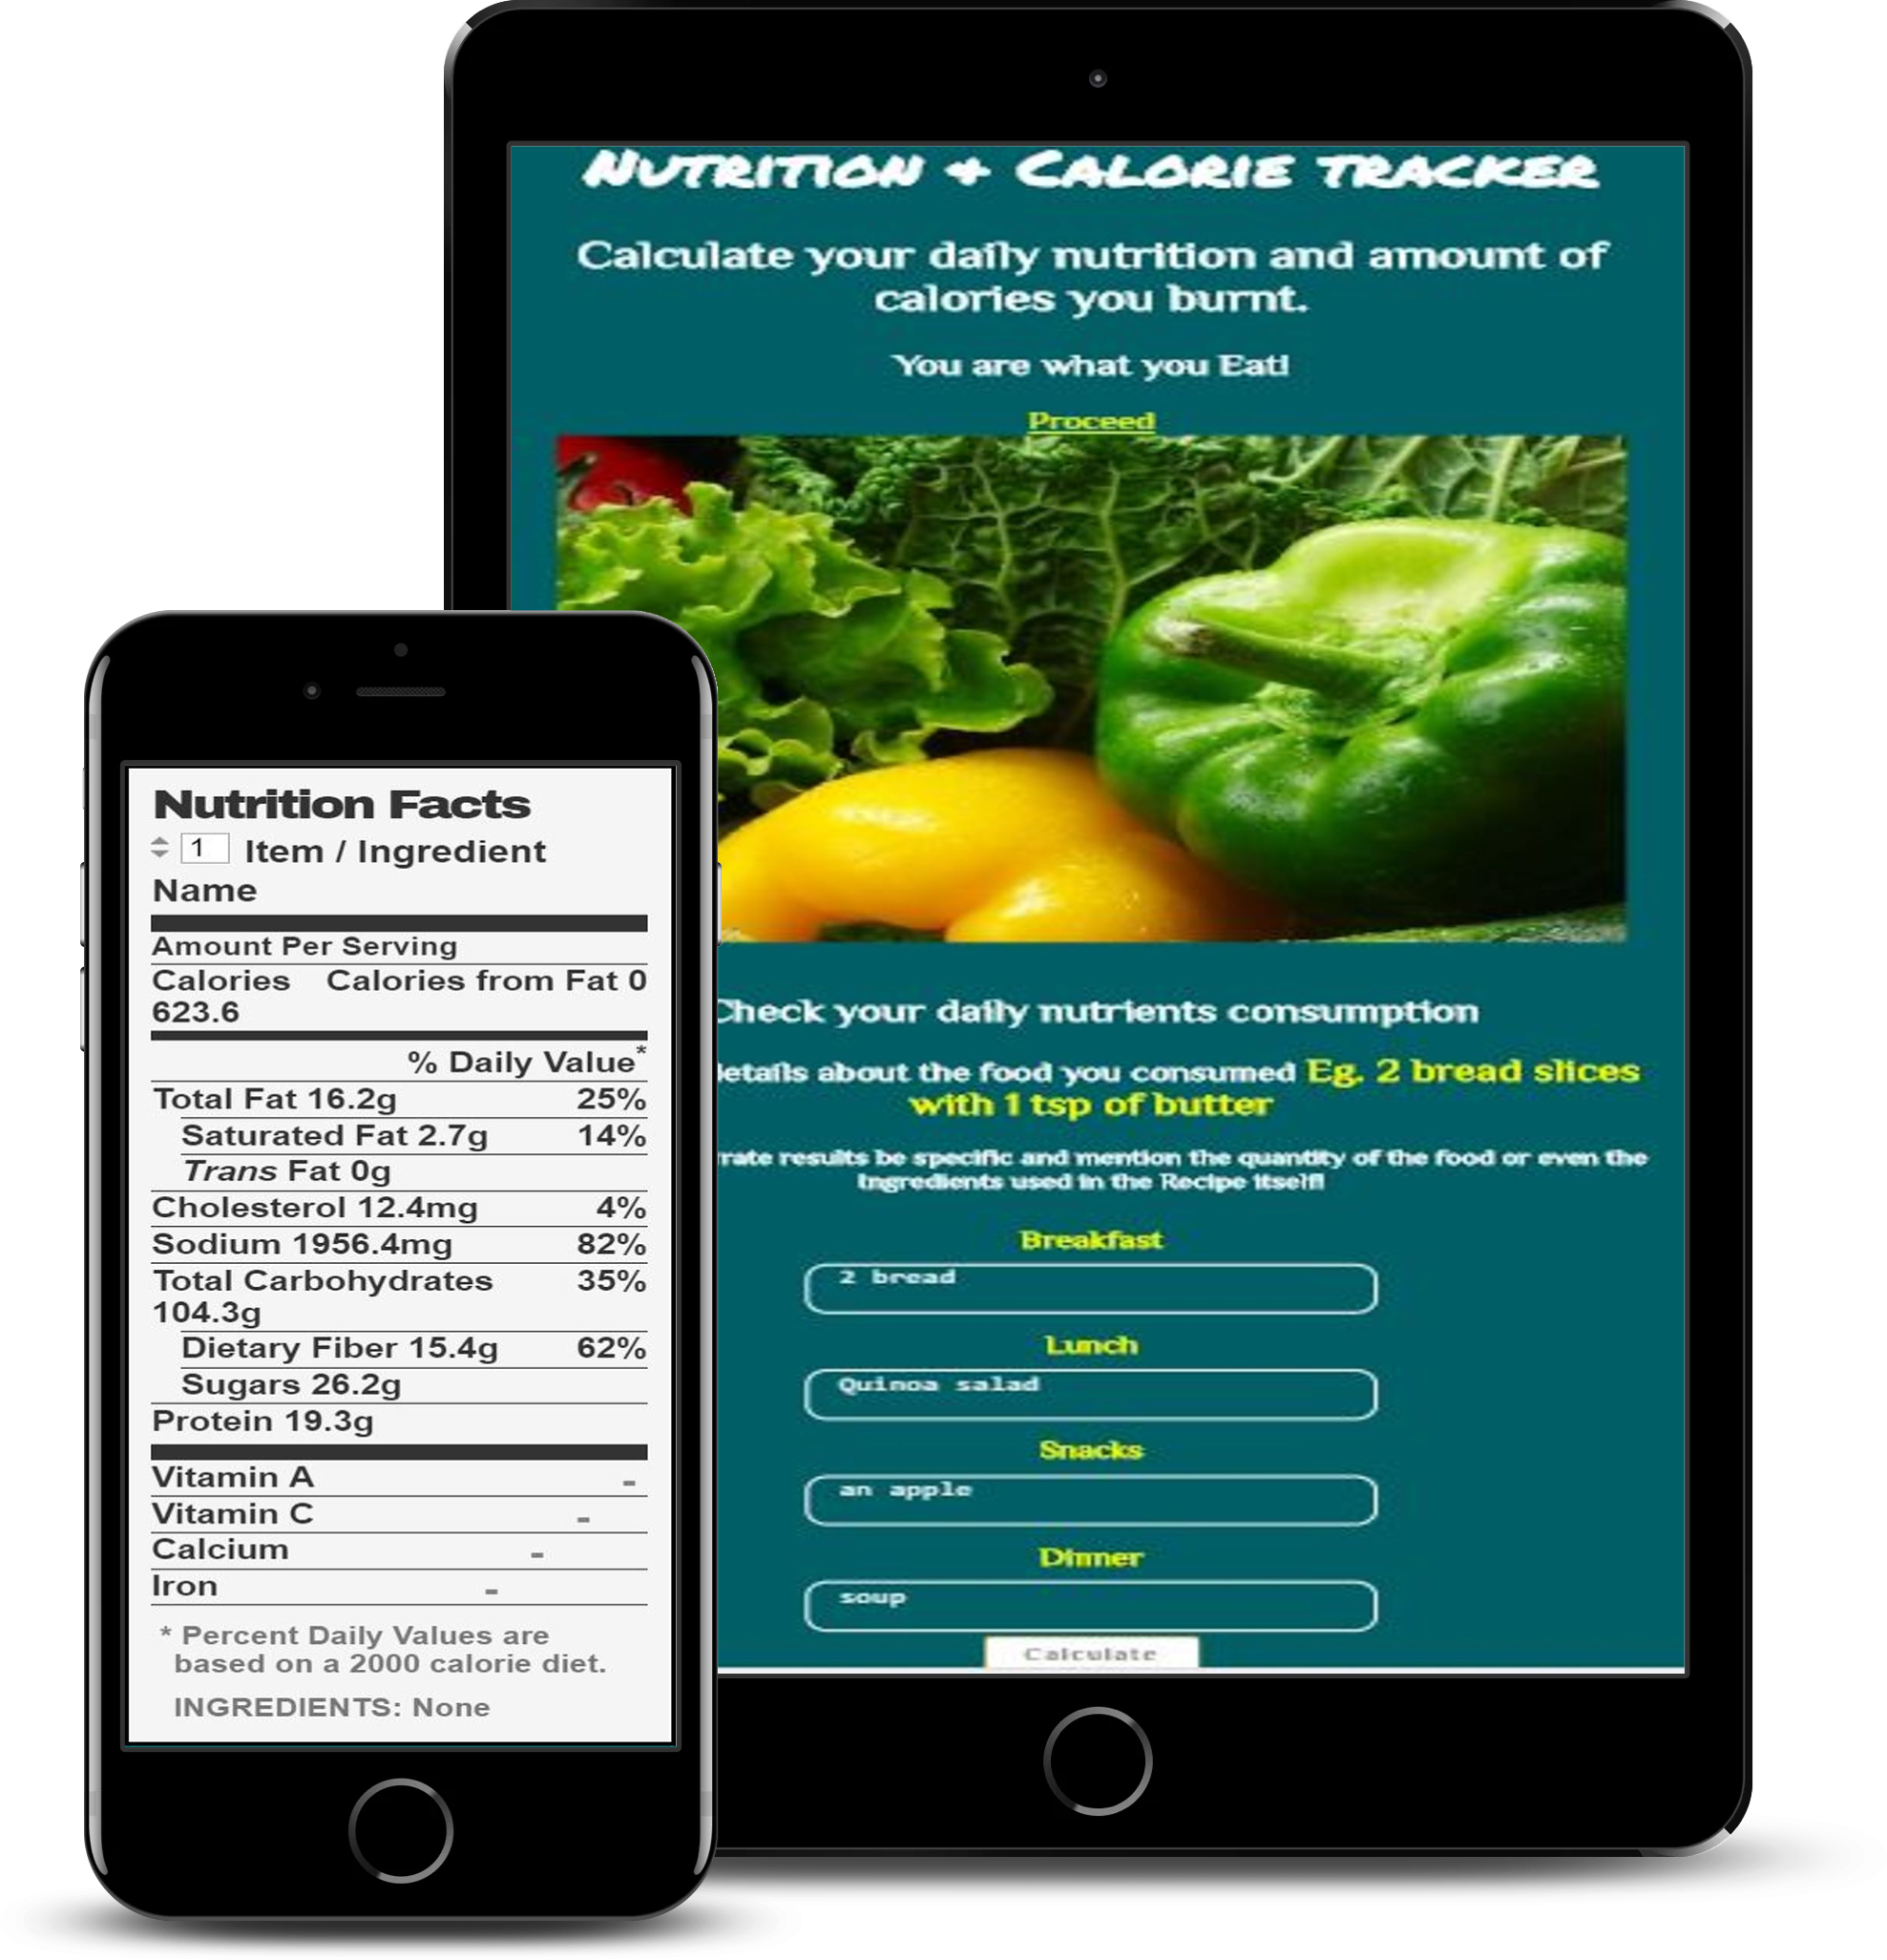 Nutrition + Calorie tracker
Calculate your daily nutrition and amount of
calories you burnt.
You are what you Eat!
Proceed
Check your daily nutrients consumption
details about the food you consumed Eg. 2 bread slices
with 1 tsp of butter
results be specific and mention the quantity of the food or even the
Ingredients used in the Recipe itself!
Breakfast
2 bread
Lunch
Quinoa salad
Snacks
an apple
Dinner
soup
Calculate
Nutrition Facts
1 Item / Ingredient
Name
Amount Per Serving
Calories Calories from Fat 0
623.6
% Daily Value*
Total Fat 16.2g 25%
Saturated Fat 2.7g 14%
Trans Fat 0g
Cholesterol 12.4mg 4%
Sodium 1956.4mg 82%
Total Carbohydrates 35%
104.3g
Dietary Fiber 15.4g 62%
Sugars 26.2g
Protein 19.3g
Vitamin A -
Vitamin C -
Calcium -
Iron -
* Percent Daily Values are
based on a 2000 calorie diet.
INGREDIENTS: None